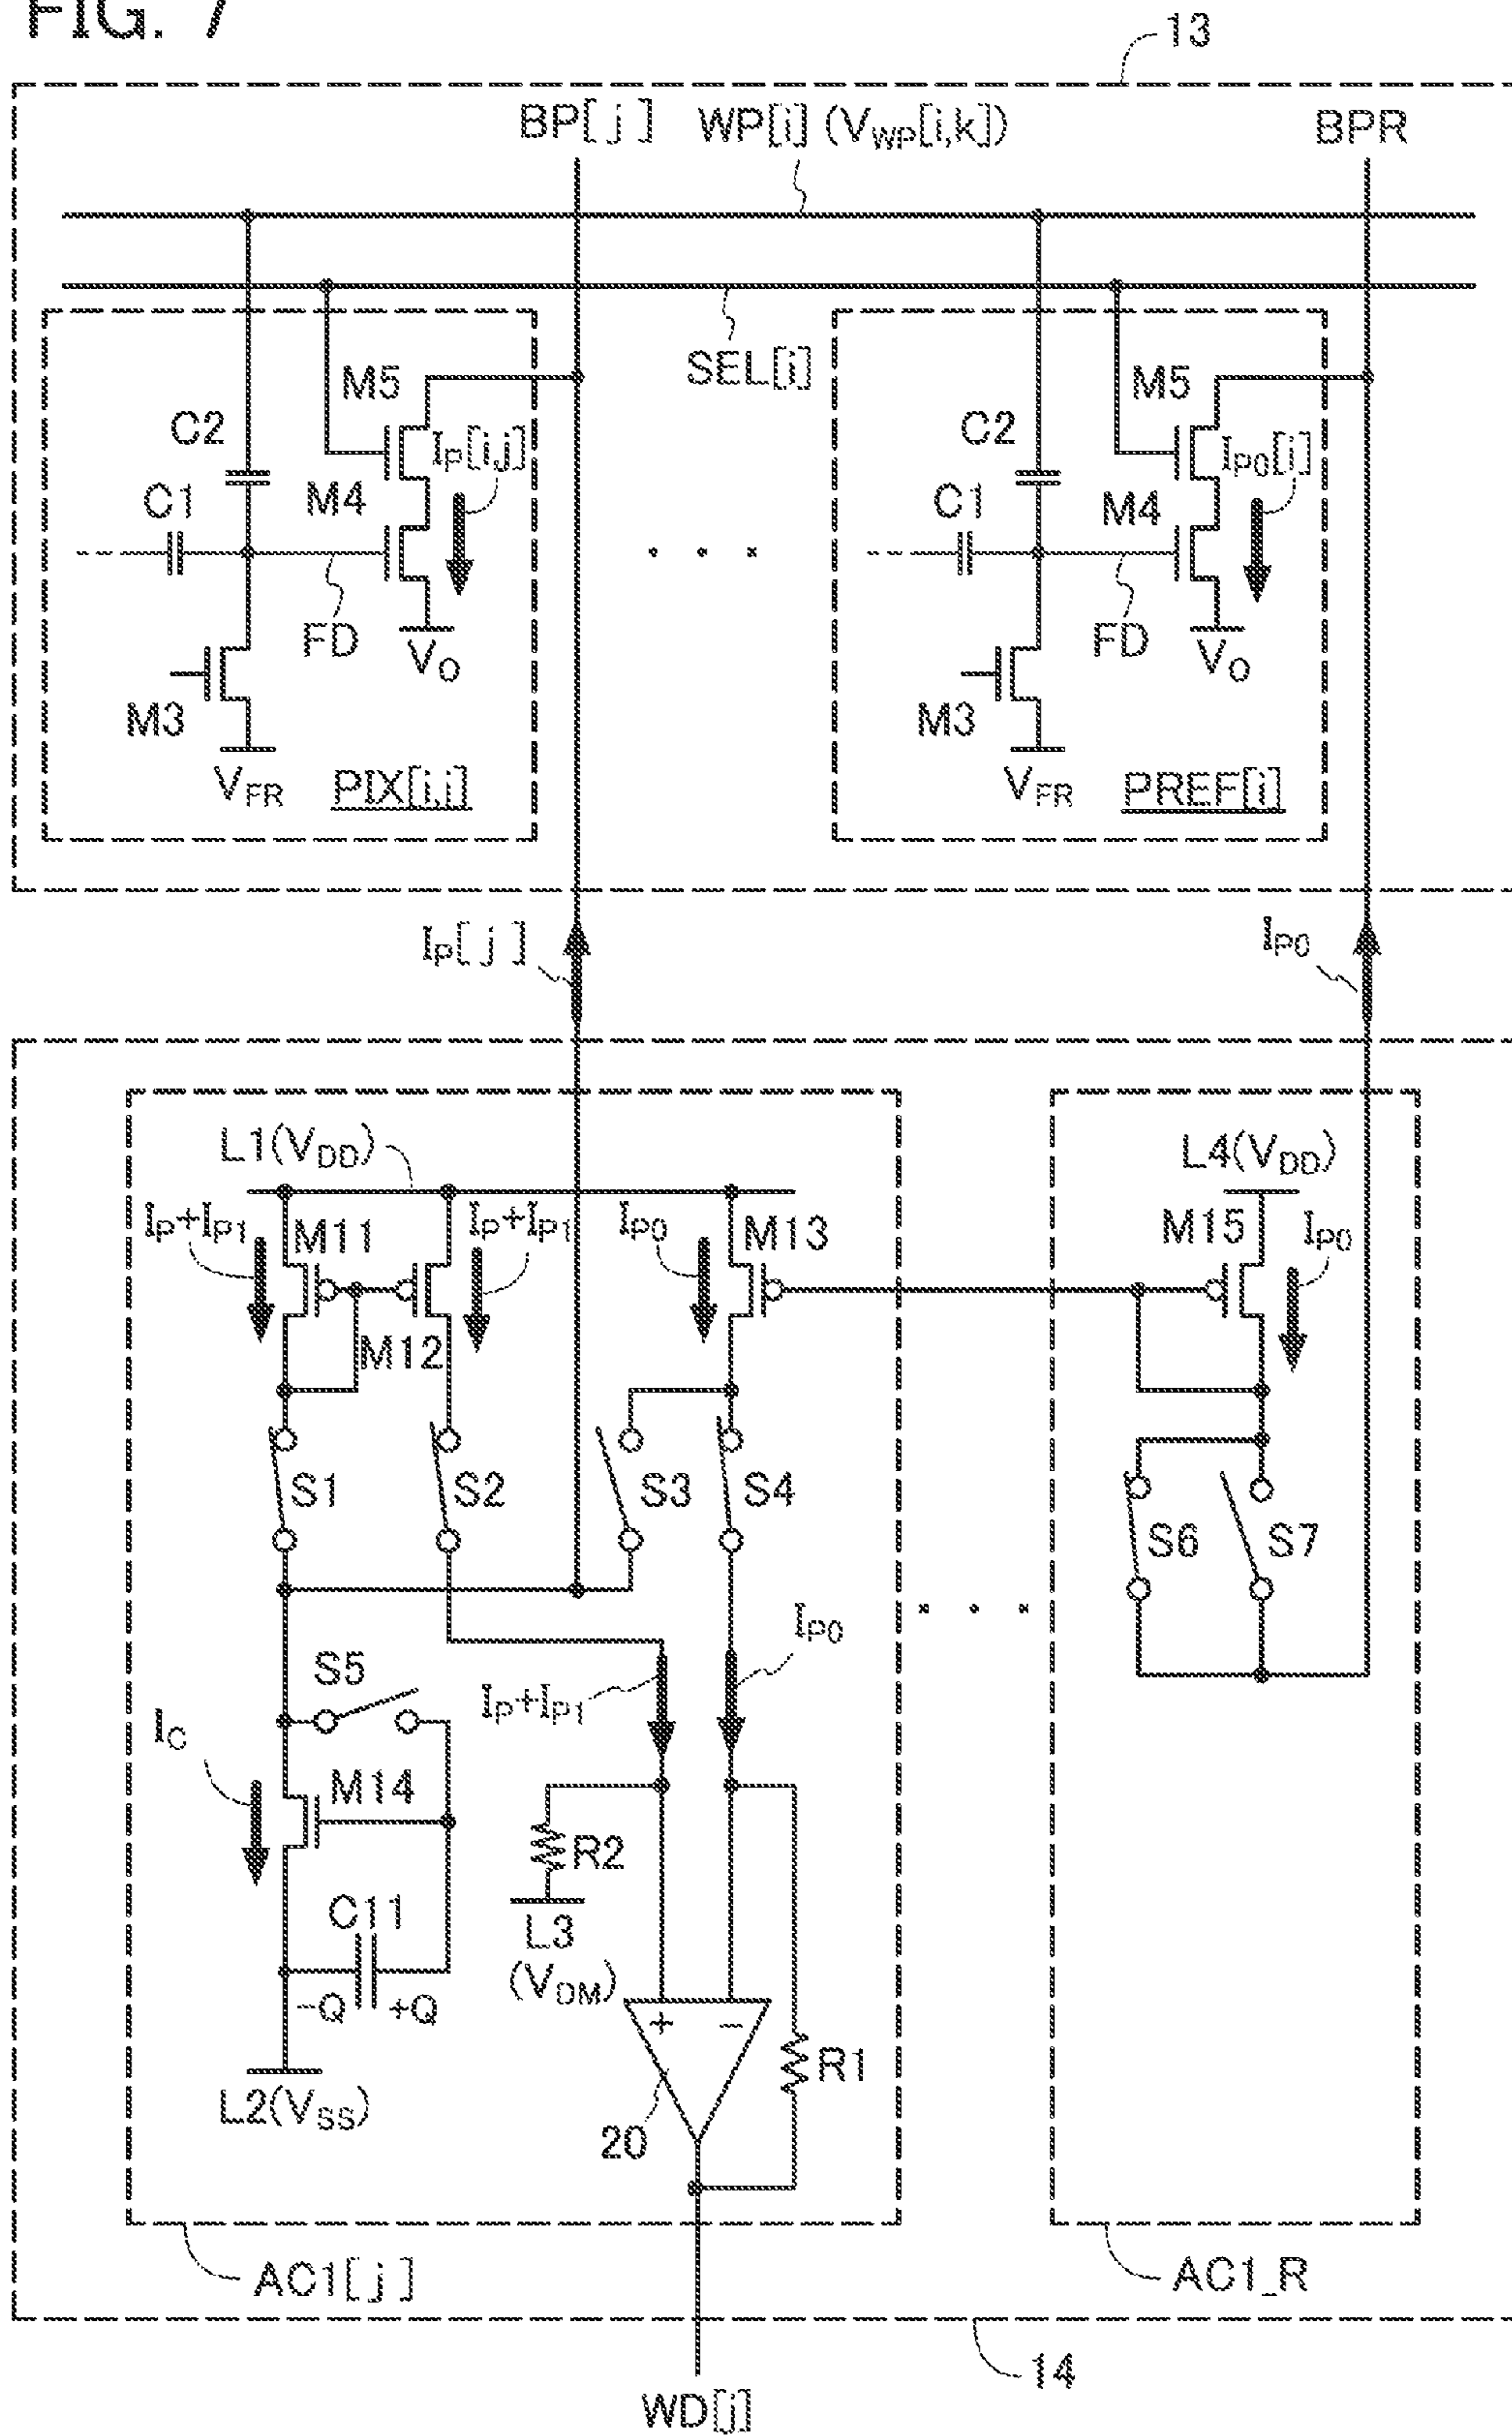 FIG. 7
13
BP[j]
WP[i] (VWP[i,k])
BPR
SEL[i]
M5
M5
C2
IP[i,j]
C2
IP0[i]
C1
M4
C1
M4
. . .
FD
VO
FD
VO
M3
M3
VFR
PIX[i,j]
VFR
PREF[i]
IP[j]
IP0
L1(VDD)
L4(VDD)
IP+IP1
M11
IP+IP1
IP0
M13
M15
IP0
M12
S1
S2
S3
S4
S6
S7
. . .
S5
IP0
IC
IP+IP1
M14
R2
C11
L3
(VDM)
-Q
+Q
+
−
R1
L2(VSS)
20
AC1[j]
AC1_R
14
WD[j]